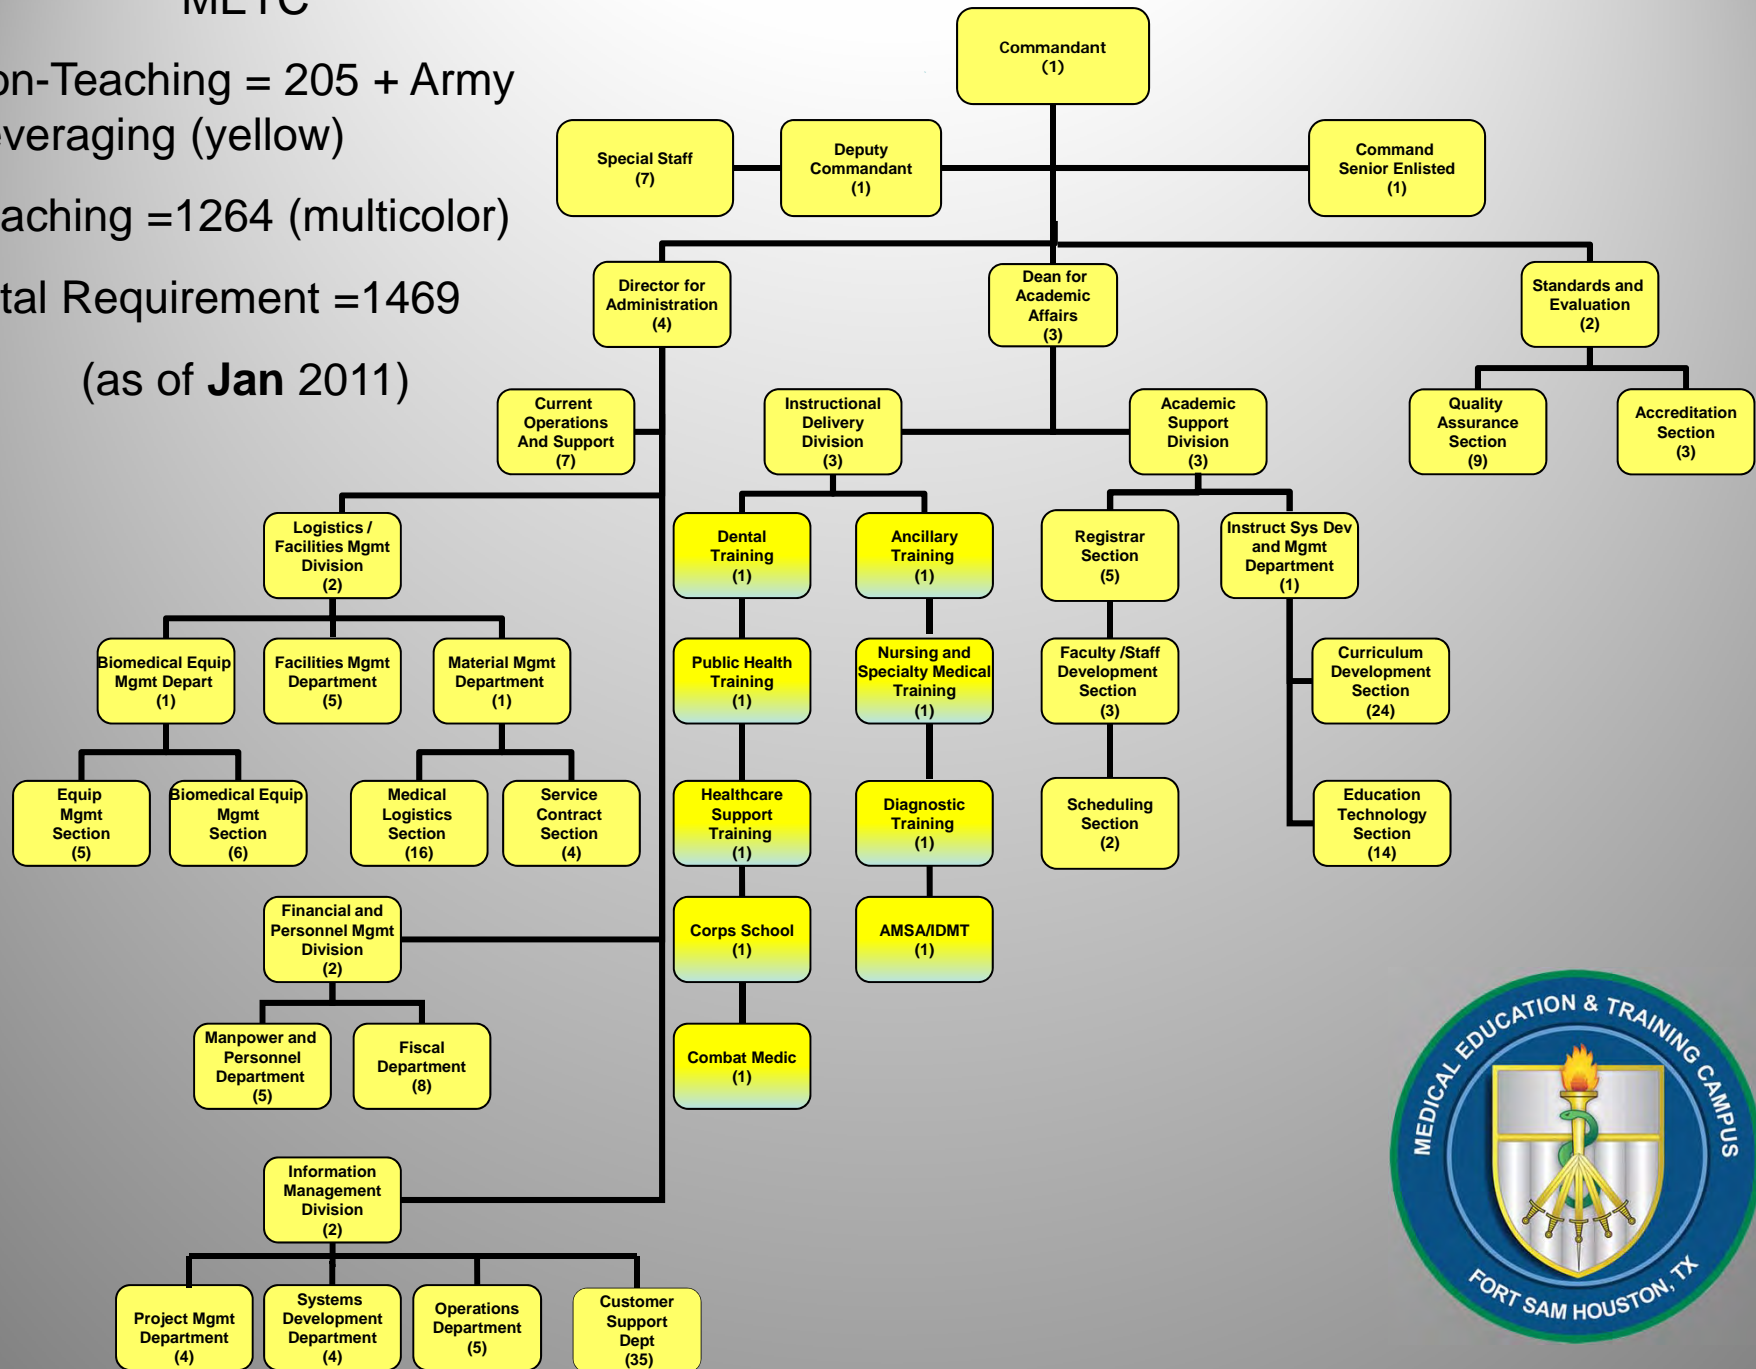 METC
on-Teaching = 205 + Army
everaging (yellow)
aching =1264 (multicolor)
tal Requirement =1469
(as of Jan 2011)
Commandant
(1)
Special Staff
(7)
Deputy
Commandant
(1)
Command
Senior Enlisted
(1)
Director for
Administration
(4)
Dean for
Academic
Affairs
(3)
Standards and
Evaluation
(2)
Current
Operations
And Support
(7)
Instructional
Delivery
Division
(3)
Academic
Support
Division
(3)
Quality
Assurance
Section
(9)
Accreditation
Section
(3)
Logistics /
Facilities Mgmt
Division
(2)
Dental
Training
(1)
Ancillary
Training
(1)
Registrar
Section
(5)
Instruct Sys Dev
and Mgmt
Department
(1)
Biomedical Equip
Mgmt Depart
(1)
Facilities Mgmt
Department
(5)
Material Mgmt
Department
(1)
Public Health
Training
(1)
Nursing and
Specialty Medical
Training
(1)
Faculty /Staff
Development
Section
(3)
Curriculum
Development
Section
(24)
Equip
Mgmt
Section
(5)
Biomedical Equip
Mgmt
Section
(6)
Medical
Logistics
Section
(16)
Service
Contract
Section
(4)
Healthcare
Support
Training
(1)
Diagnostic
Training
(1)
Scheduling
Section
(2)
Education
Technology
Section
(14)
Financial and
Personnel Mgmt
Division
(2)
Corps School
(1)
AMSA/IDMT
(1)
Manpower and
Personnel
Department
(5)
Fiscal
Department
(8)
Combat Medic
(1)
Information
Management
Division
(2)
Project Mgmt
Department
(4)
Systems
Development
Department
(4)
Operations
Department
(5)
Customer
Support
Dept
(35)
MEDICAL EDUCATION & TRAINING CAMPUS
FORT SAM HOUSTON, TX